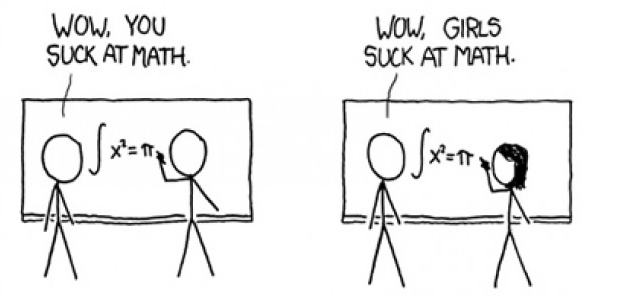 WOW, YOU
SUCK AT MATH.
∫ x² = π
WOW, GIRLS
SUCK AT MATH.
∫ x² = π